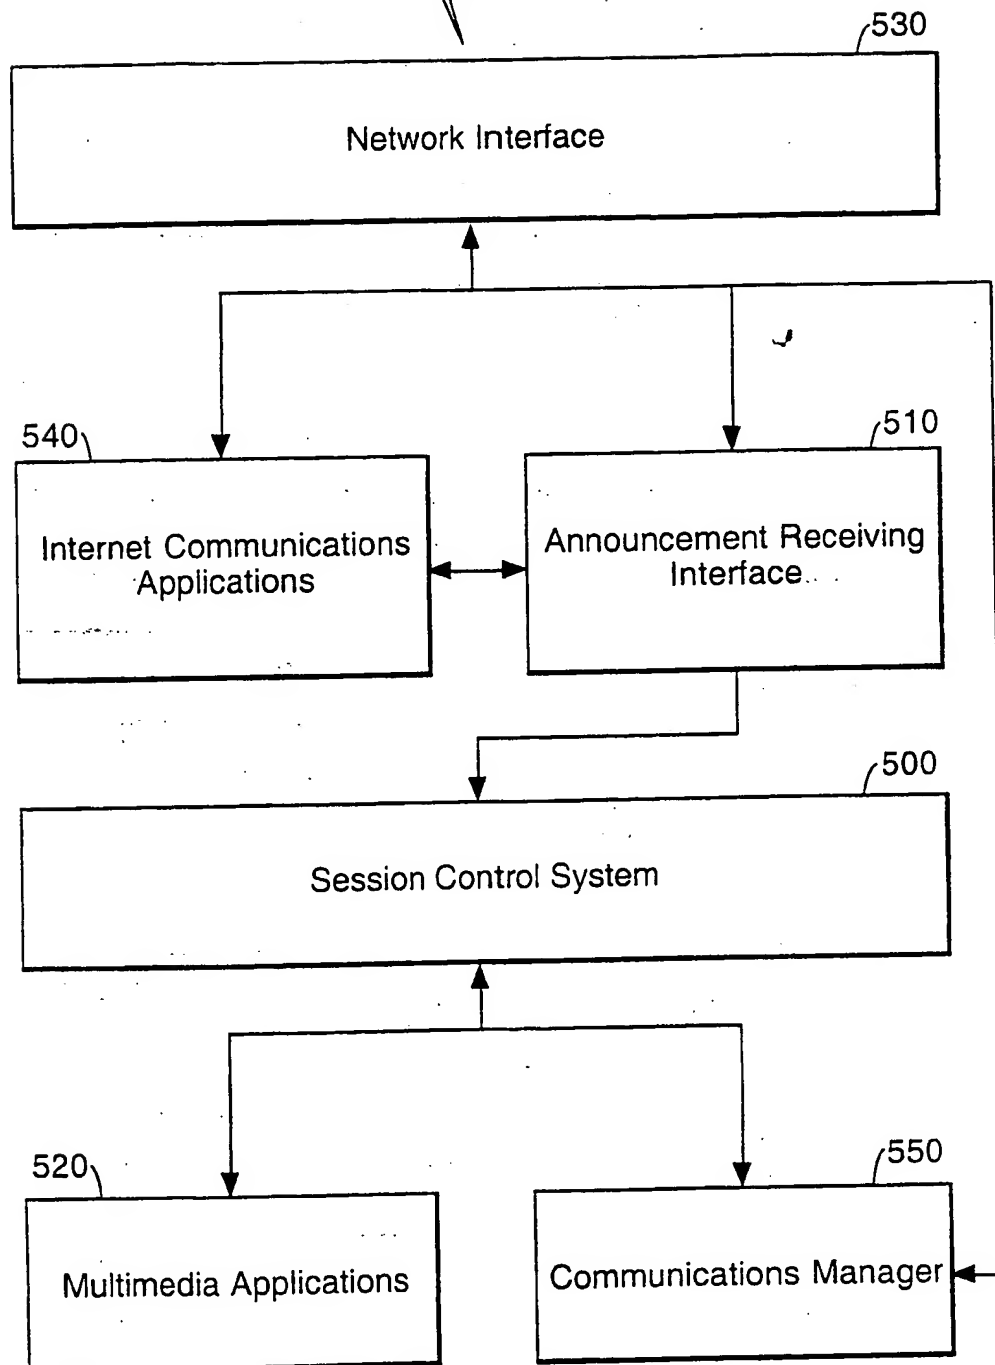 530
Network Interface
540
510
Internet Communications
Applications
Announcement Receiving
Interface
500
Session Control System
520
550
Multimedia Applications
Communications Manager